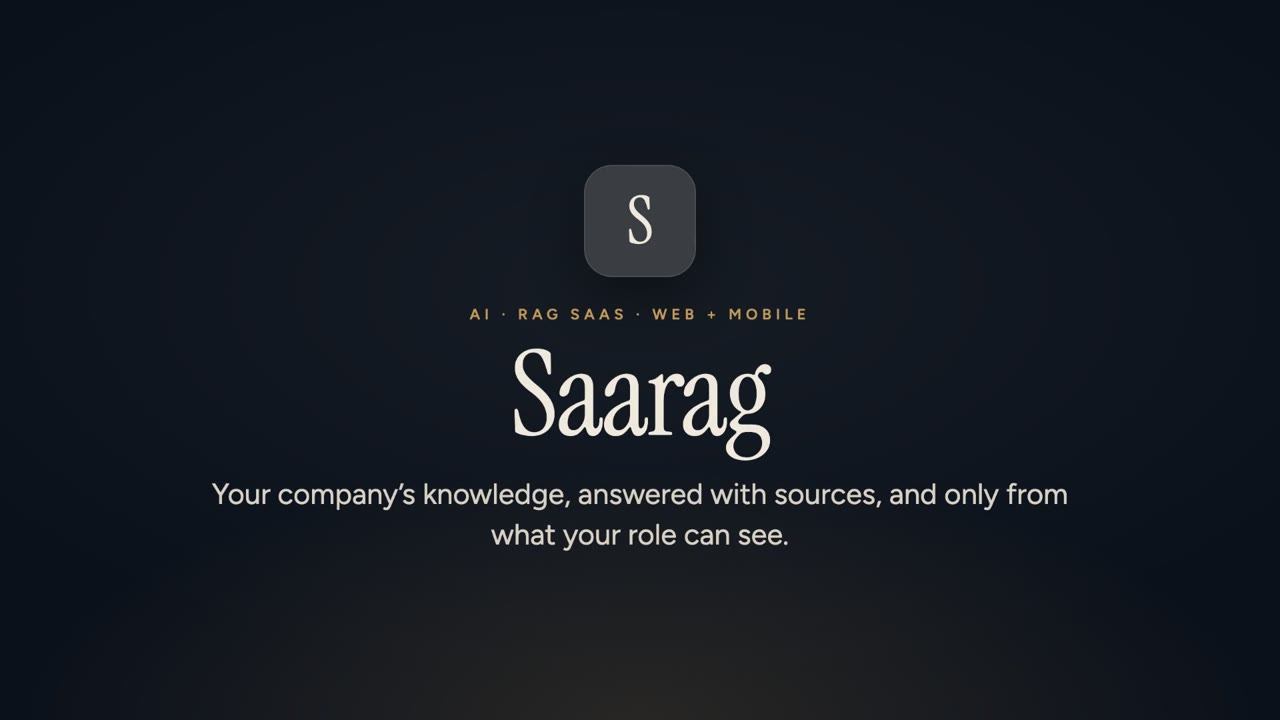 S
AI · RAG SAAS · WEB + MOBILE
Saarag
Your company’s knowledge, answered with sources, and only from
what your role can see.